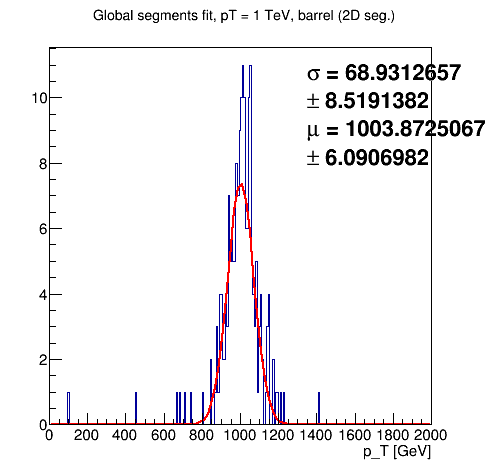 Global segments fit, pT = 1 TeV, barrel (2D seg.)
σ = 68.9312657
± 8.5191382
μ = 1003.8725067
± 6.0906982
10
8
6
4
2
0
0 200 400 600 800 1000 1200 1400 1600 1800 2000
p_T [GeV]